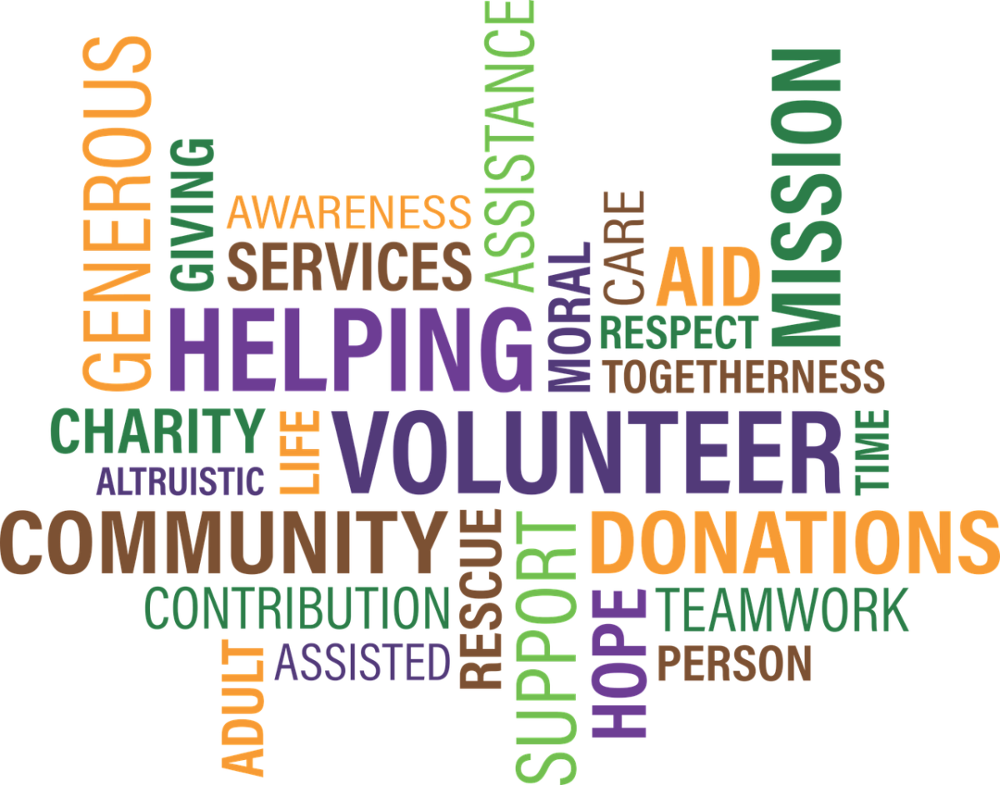 GENEROUS
GIVING
AWARENESS
SERVICES
ASSISTANCE
HELPING
MORAL
CARE
AID
RESPECT
MISSION
TOGETHERNESS
CHARITY
ALTRUISTIC
LIFE
VOLUNTEER
TIME
COMMUNITY
RESCUE
SUPPORT
DONATIONS
CONTRIBUTION
ADULT
ASSISTED
HOPE
TEAMWORK
PERSON